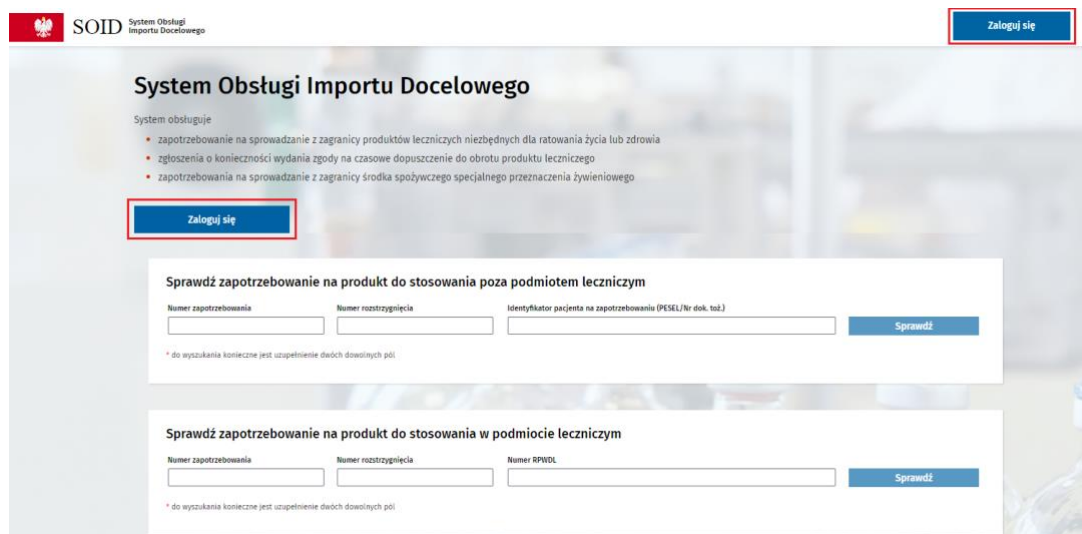 SOID System Obsługi
Importu Docelowego
Zaloguj się
System Obsługi Importu Docelowego
System obsługuje
• zapotrzebowanie na sprowadzanie z zagranicy produktów leczniczych niezbędnych dla ratowania życia lub zdrowia
• zgłoszenia o konieczności wydania zgody na czasowe dopuszczenie do obrotu produktu leczniczego
• zapotrzebowania na sprowadzanie z zagranicy środka spożywczego specjalnego przeznaczenia żywieniowego
Zaloguj się
Sprawdź zapotrzebowanie na produkt do stosowania poza podmiotem leczniczym
Numer zapotrzebowania Numer rozstrzygnięcia Identyfikator pacjenta na zapotrzebowaniu (PESEL/Nr dok. toż.)
Sprawdź
* do wyszukania konieczne jest uzupełnienie dwóch dowolnych pól
Sprawdź zapotrzebowanie na produkt do stosowania w podmiocie leczniczym
Numer zapotrzebowania Numer rozstrzygnięcia Numer RPWDL
Sprawdź
* do wyszukania konieczne jest uzupełnienie dwóch dowolnych pól